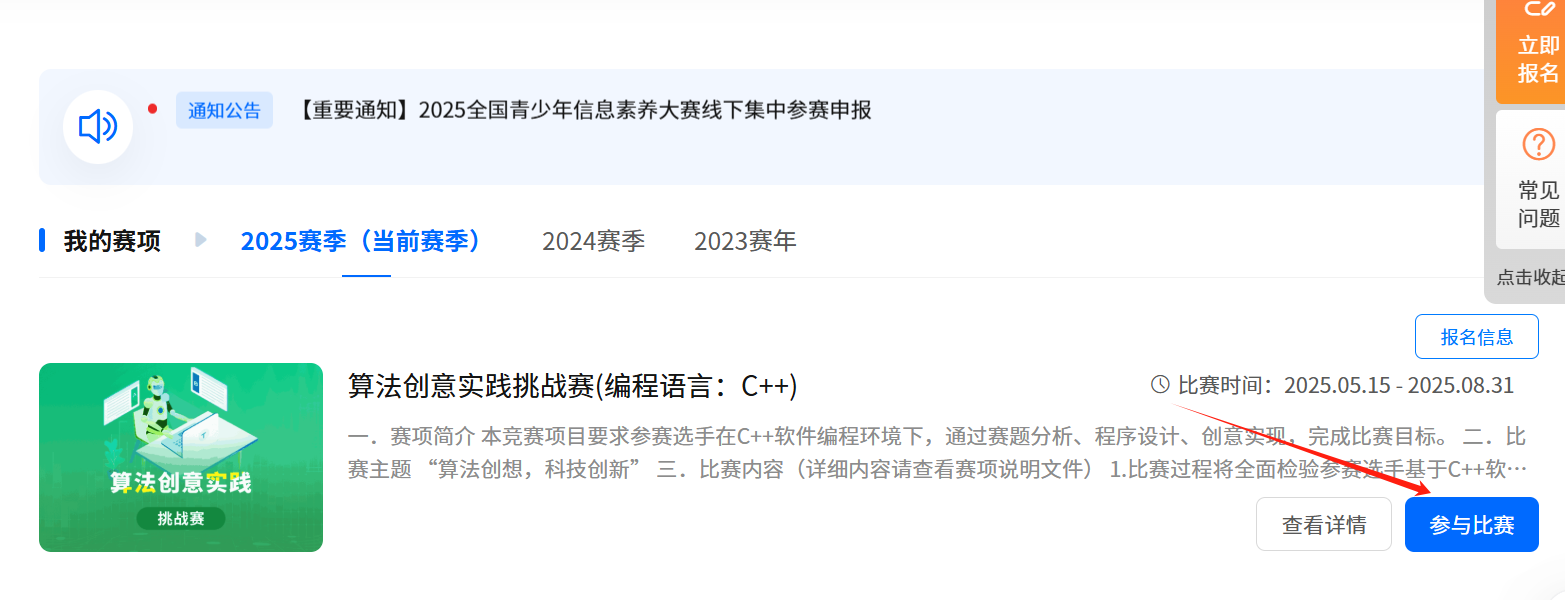 立即
报名
通知公告 【重要通知】2025全国青少年信息素养大赛线下集中参赛申报
常见
问题
我的赛项 2025赛季（当前赛季） 2024赛季 2023赛年
点击收起
报名信息
算法创意实践挑战赛(编程语言：C++) 比赛时间：2025.05.15 - 2025.08.31
一．赛项简介 本竞赛项目要求参赛选手在C++软件编程环境下，通过赛题分析、程序设计、创意实现，完成比赛目标。 二．比
赛主题 “算法创想，科技创新” 三．比赛内容（详细内容请查看赛项说明文件） 1.比赛过程将全面检验参赛选手基于C++软…
算法创意实践
挑战赛
查看详情 参与比赛